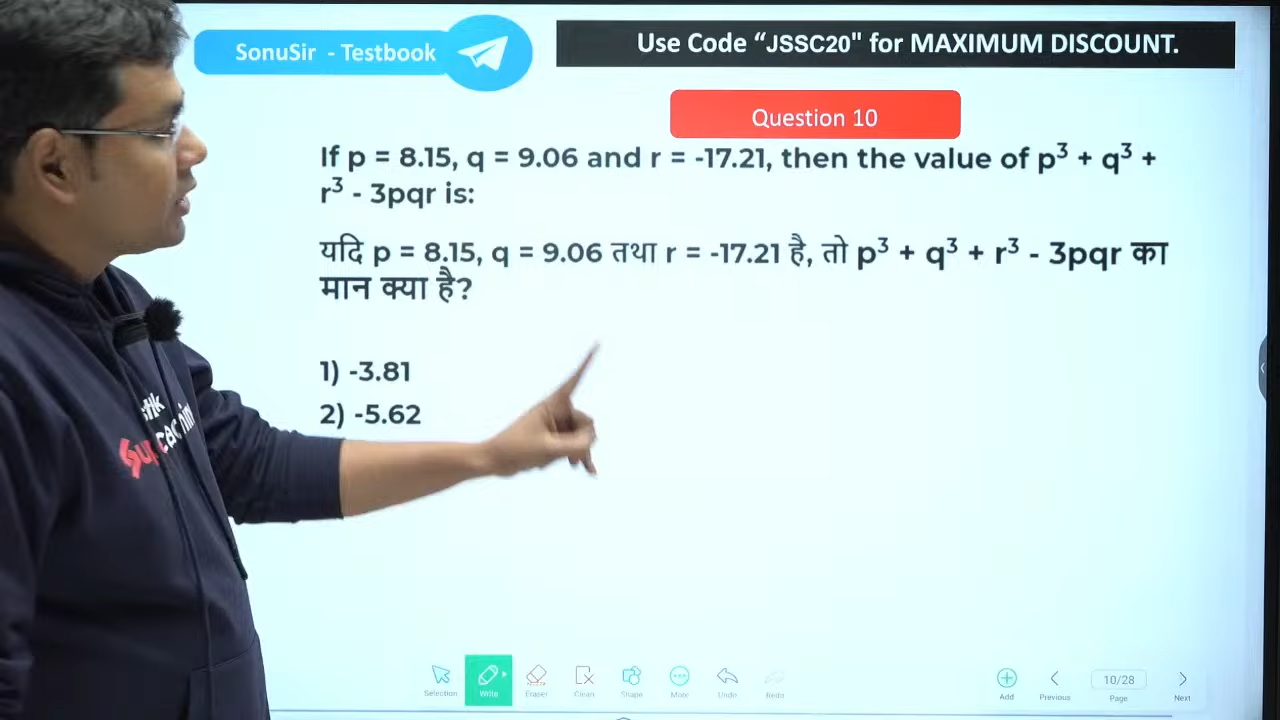 SonuSir - Testbook
Use Code “JSSC20" for MAXIMUM DISCOUNT.
Question 10
If p = 8.15, q = 9.06 and r = -17.21, then the value of p³ + q³ +
r³ - 3pqr is:
यदि p = 8.15, q = 9.06 तथा r = -17.21 है, तो p³ + q³ + r³ - 3pqr का
मान क्या है?
1) -3.81
2) -5.62
Selection Write Eraser Clean Shape More Undo Redo
Add Previous 10/28 Page Next